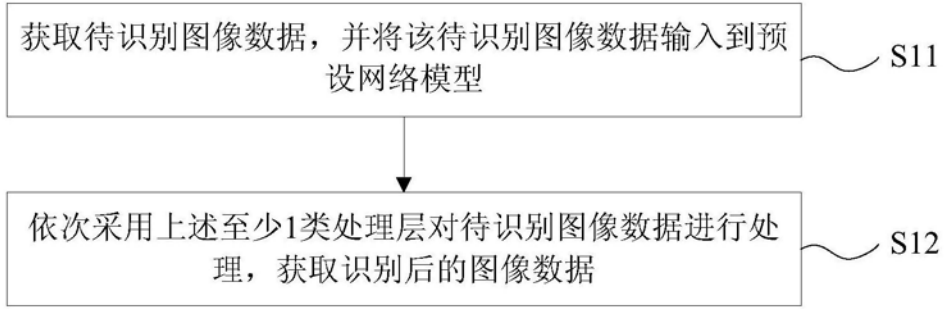 获取待识别图像数据，并将该待识别图像数据输入到预
设网络模型
S11
依次采用上述至少1类处理层对待识别图像数据进行处
理，获取识别后的图像数据
S12